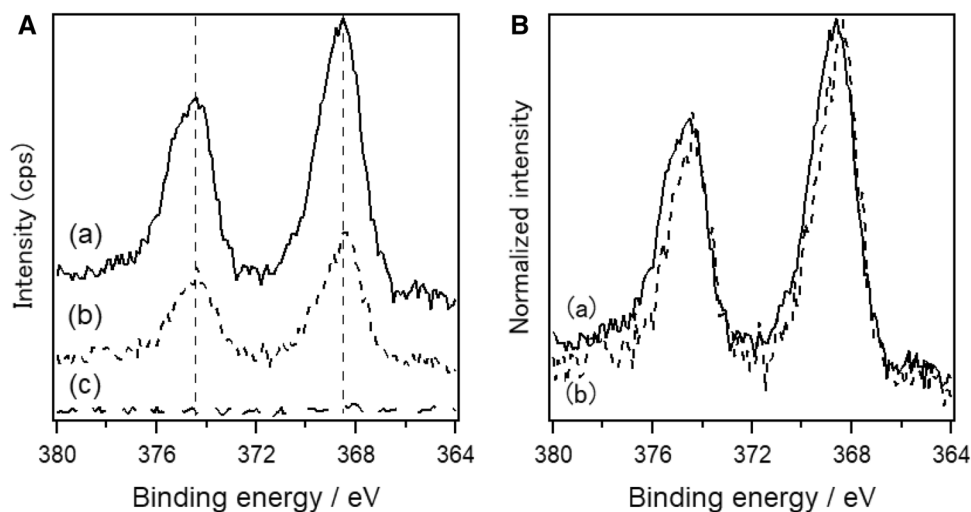 A
Intensity (cps)
(a)
(b)
(c)
380 376 372 368 364
Binding energy / eV
B
Normalized intensity
(a)
(b)
380 376 372 368 364
Binding energy / eV